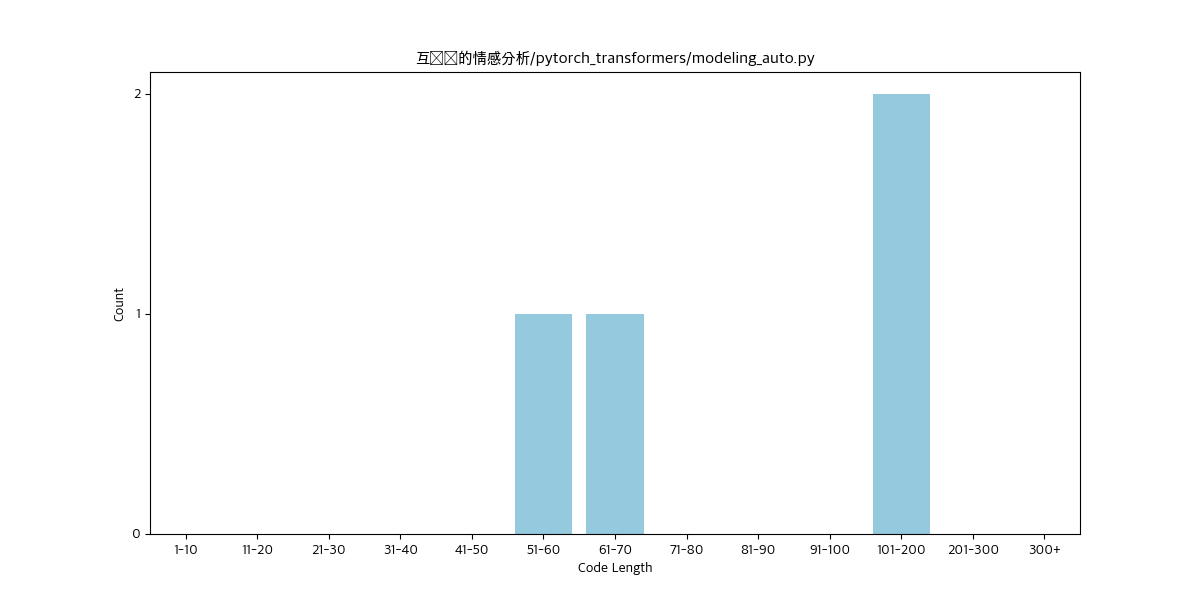 互的情感分析/pytorch_transformers/modeling_auto.py
2
1
0
Count
1-10 11-20 21-30 31-40 41-50 51-60 61-70 71-80 81-90 91-100 101-200 201-300 300+
Code Length